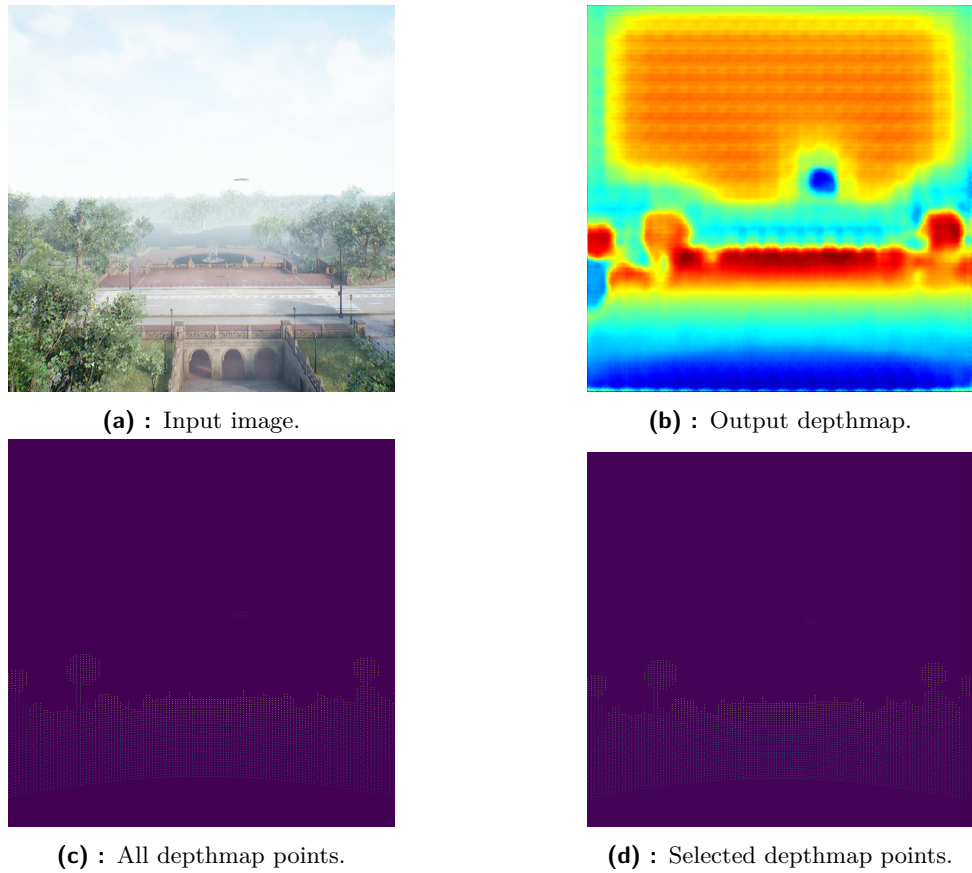 (a) : Input image.
(b) : Output depthmap.
(c) : All depthmap points.
(d) : Selected depthmap points.